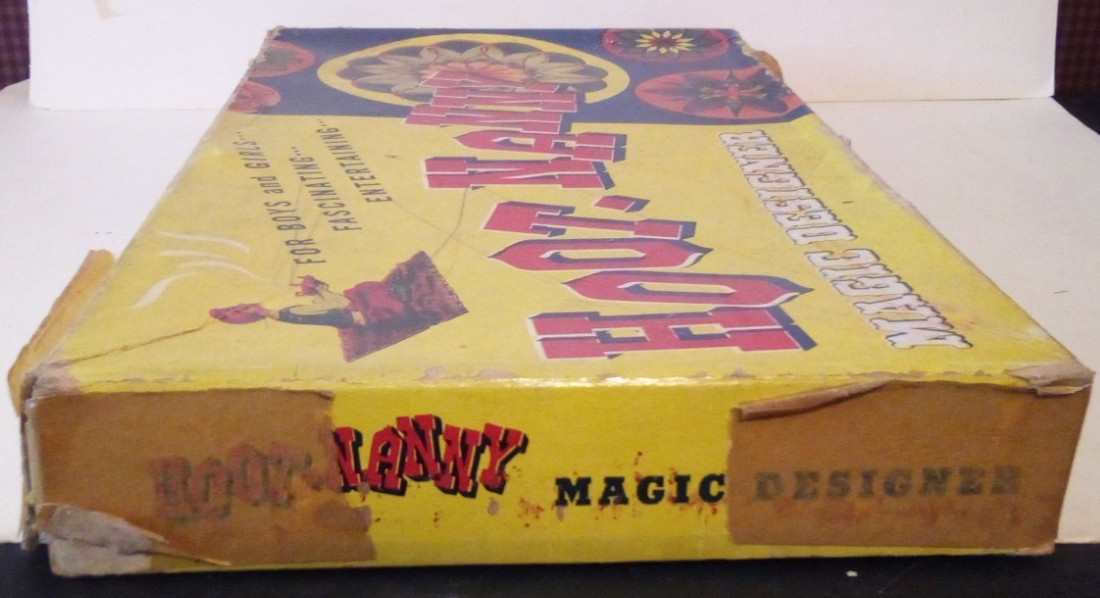 HOOT-NANNY
MAGIC DESIGNER
FOR BOYS and GIRLS...
FASCINATING...
ENTERTAINING...
HOOT-NANNY MAGIC DESIGNER